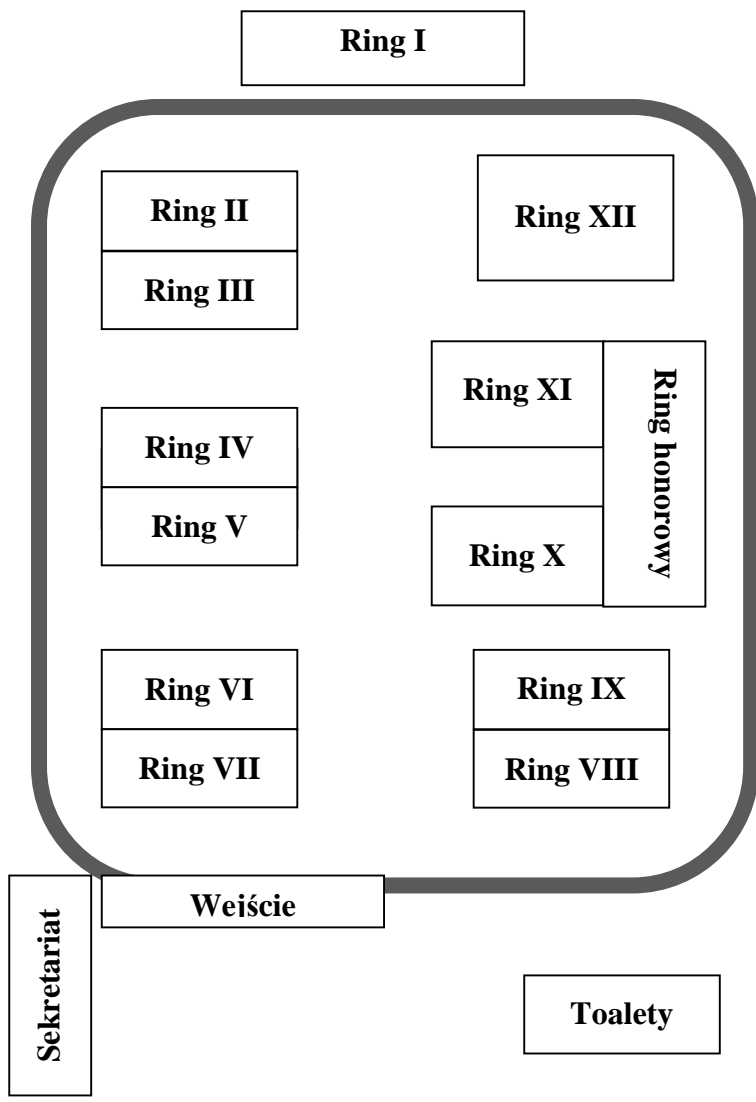 Ring I
Ring II
Ring XII
Ring III
Ring XI
Ring honorowy
Ring IV
Ring V
Ring X
Ring VI
Ring IX
Ring VII
Ring VIII
Wejście
Sekretariat
Toalety